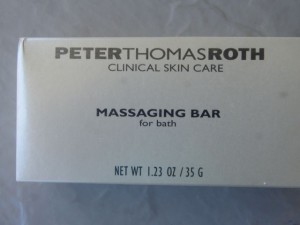 PETERTHOMASROTH
CLINICAL SKIN CARE
MASSAGING BAR
for bath
NET WT 1.23 OZ / 35 G